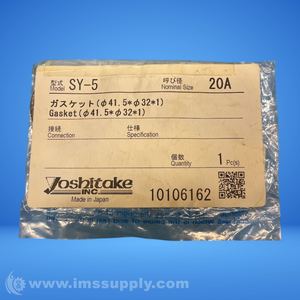 型式 Model SY-5 呼び径 Nominal Size 20A
ガスケット(φ41.5*φ32*1)
Gasket(φ41.5*φ32*1)
接続 Connection 仕様 Specification
個数 Quantity 1 Pc(s)
Yoshitake INC.
Made in Japan
10106162
© www.imssupply.com/